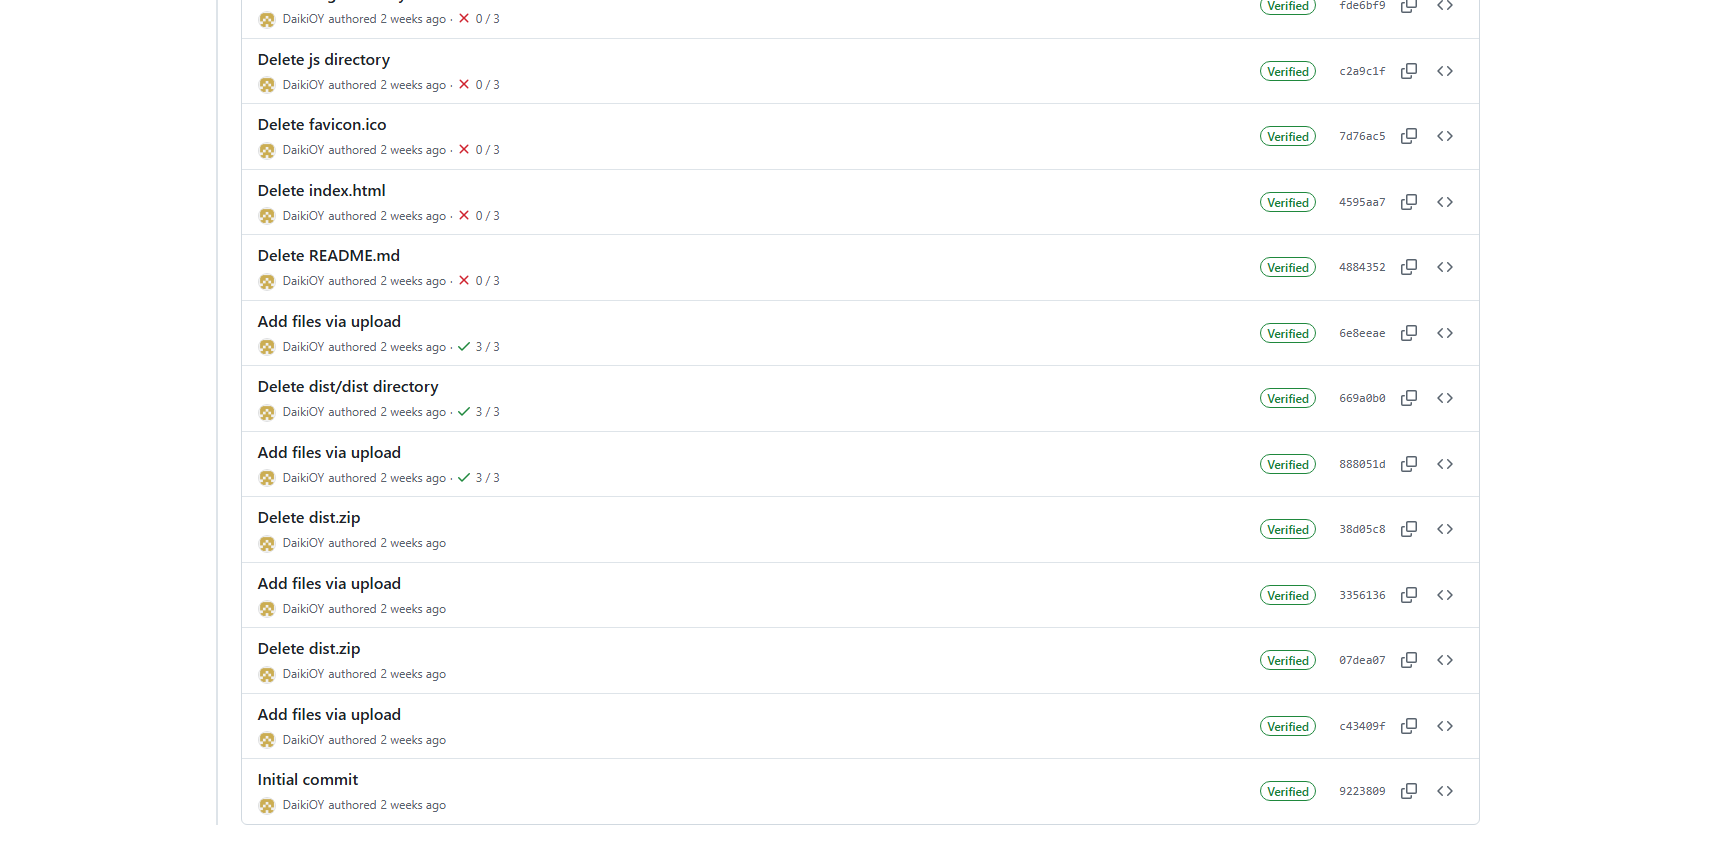 DaikiOY authored 2 weeks ago · 0 / 3
Verified
fde6bf9
Delete js directory
DaikiOY authored 2 weeks ago · 0 / 3
Verified
c2a9c1f
Delete favicon.ico
DaikiOY authored 2 weeks ago · 0 / 3
Verified
7d76ac5
Delete index.html
DaikiOY authored 2 weeks ago · 0 / 3
Verified
4595aa7
Delete README.md
DaikiOY authored 2 weeks ago · 0 / 3
Verified
4884352
Add files via upload
DaikiOY authored 2 weeks ago · 3 / 3
Verified
6e8eeae
Delete dist/dist directory
DaikiOY authored 2 weeks ago · 3 / 3
Verified
669a0b0
Add files via upload
DaikiOY authored 2 weeks ago · 3 / 3
Verified
888051d
Delete dist.zip
DaikiOY authored 2 weeks ago
Verified
38d05c8
Add files via upload
DaikiOY authored 2 weeks ago
Verified
3356136
Delete dist.zip
DaikiOY authored 2 weeks ago
Verified
07dea07
Add files via upload
DaikiOY authored 2 weeks ago
Verified
c43409f
Initial commit
DaikiOY authored 2 weeks ago
Verified
9223809